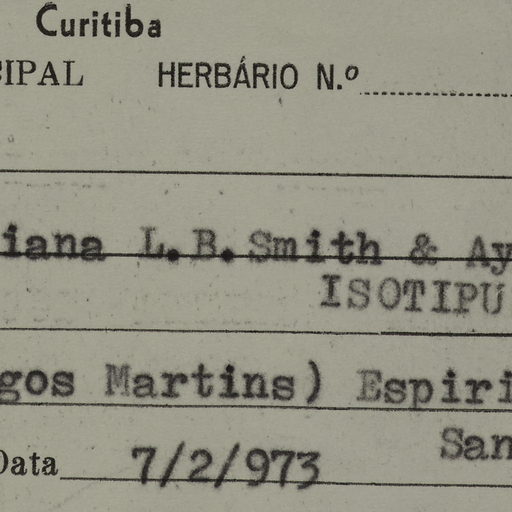 Curitiba
CIPAL HERBÁRIO N.º
iana L.B.Smith & Ay
ISOTIPU
gos Martins) Espiri
San
Data 7/2/973